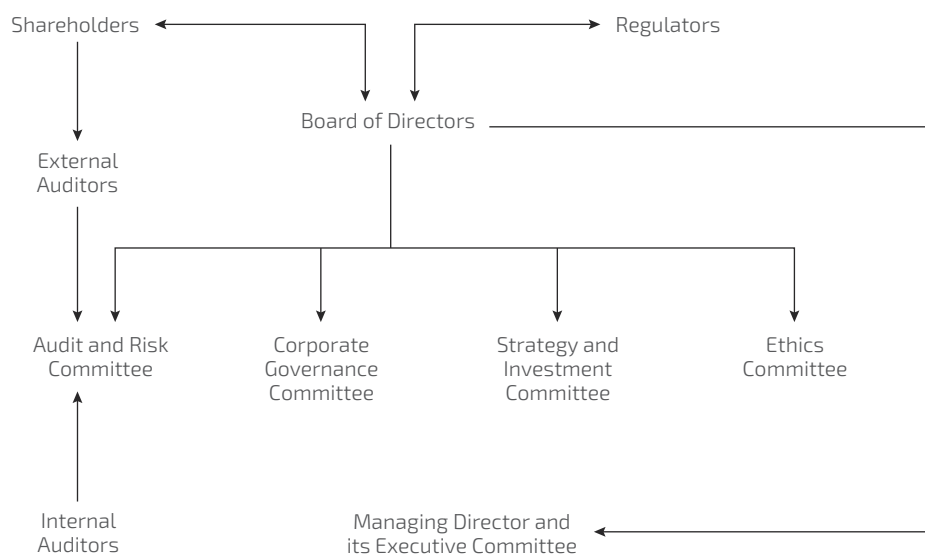 Shareholders
Regulators
Board of Directors
External
Auditors
Audit and Risk
Committee
Corporate
Governance
Committee
Strategy and
Investment
Committee
Ethics
Committee
Internal
Auditors
Managing Director and
its Executive Committee